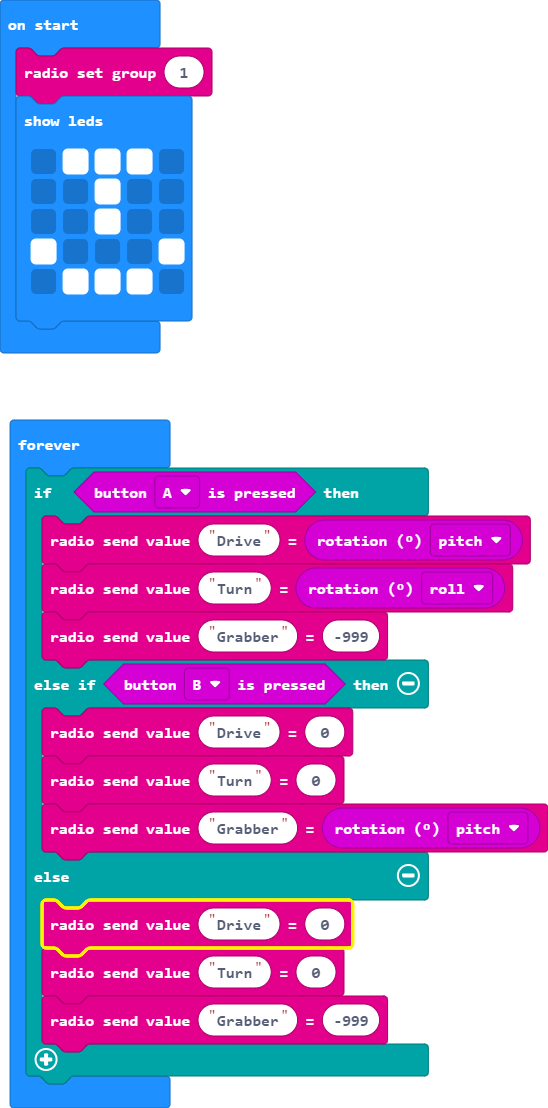 on start
radio set group 1
show leds
forever
if button A is pressed then
radio send value "Drive" = rotation (º) pitch
radio send value "Turn" = rotation (º) roll
radio send value "Grabber" = -999
else if button B is pressed then
radio send value "Drive" = 0
radio send value "Turn" = 0
radio send value "Grabber" = rotation (º) pitch
else
radio send value "Drive" = 0
radio send value "Turn" = 0
radio send value "Grabber" = -999